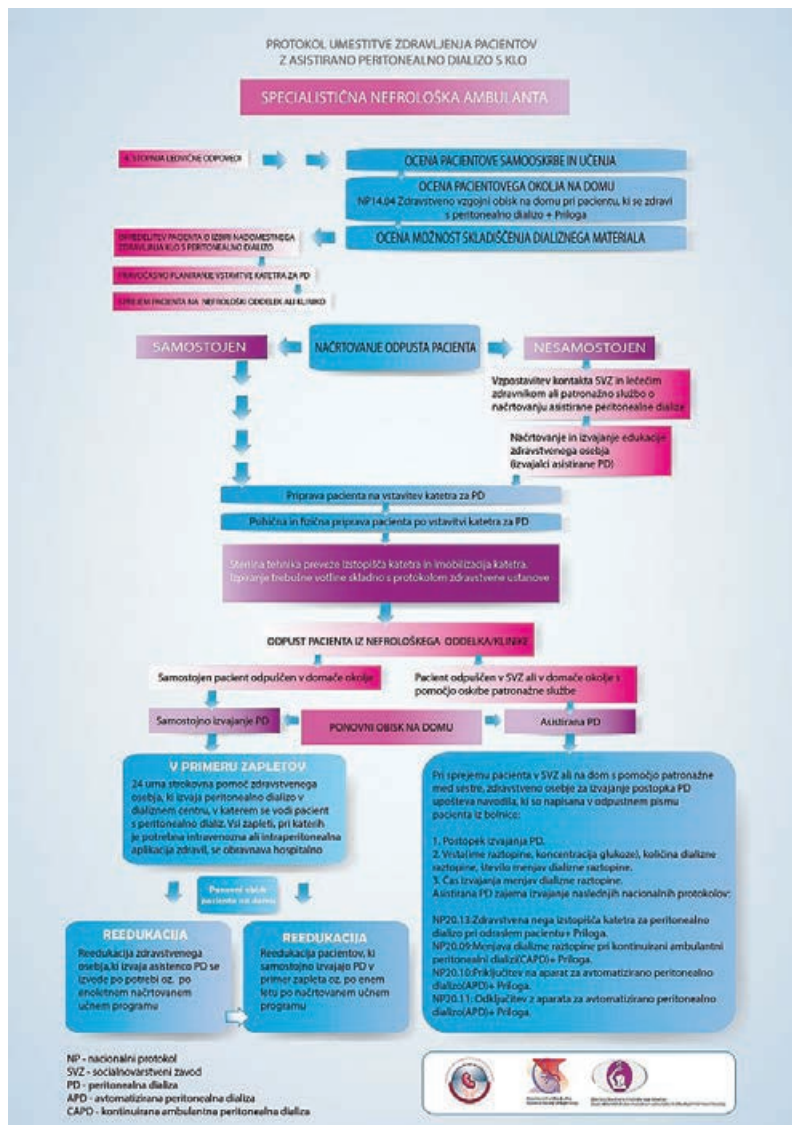 PROTOKOL UMESTITVE ZDRAVLJENJA PACIENTOV
Z ASISTIRANO PERITONEALNO DIALIZO S KLO
SPECIALISTIČNA NEFROLOŠKA AMBULANTA
4. STOPNJA LEDVIČNE ODPOVEDI
OCENA PACIENTOVE SAMOOSKRBE IN UČENJA
OCENA PACIENTOVEGA OKOLJA NA DOMU
NP14.04 Zdravstveno vzgojni obisk na domu pri pacientu, ki se zdravi
s peritonealno dializo + Priloga
OCENA MOŽNOST SKLADIŠČENJA DIALIZNEGA MATERIALA
OPREDELITEV PACIENTA O IZBIRI NADOMESTNEGA
ZDRAVLJENJA KLO S PERITONEALNO DIALIZO
PRAVOČASNO PLANIRANJE VSTAVITVE KATETRA ZA PD
SPREJEM PACIENTA NA NEFROLOŠKI ODDELEK ALI KLINIKO
SAMOSTOJEN
NAČRTOVANJE ODPUSTA PACIENTA
NESAMOSTOJEN
Vzpostavitev kontakta SVZ in lečečim
zdravnikom ali patronažno službo o
načrtovanju asistirane peritonealne dialize
Načrtovanje in izvajanje edukacije
zdravstvenega osebja
(izvajalci asistirane PD)
Priprava pacienta na vstavitev katetra za PD
Psihična in fizična priprava pacienta po vstavitvi katetra za PD
Sterilna tehnika preveze izstopišča katetra in imobilizacija katetra.
Izpiranje trebušne votline skladno s protokolom zdravstvene ustanove
ODPUST PACIENTA IZ NEFROLOŠKEGA ODDELKA/KLINIKE
Samostojen pacient odpuščen v domače okolje
Pacient odpuščen v SVZ ali v domače okolje s
pomočjo oskrbe patronažne službe
Samostojno izvajanje PD
PONOVNI OBISK NA DOMU
Asistirana PD
V PRIMERU ZAPLETOV
24 urna strokovna pomoč zdravstvenega
osebja, ki izvaja peritonealno dializo v
dializnem centru, v katerem se vodi pacient
s peritonealno dializ. Vsi zapleti, pri katerih
je potrebna intravenozna ali intraperitonealna
aplikacija zdravil, se obravnava hospitalno
Ponovni obisk
pacienta na domu
REEDUKACIJA
Reedukacija zdravstvenega
osebja,ki izvaja asistenco PD se
izvede po potrebi oz. po
enoletnem načrtovanem
učnem programu
REEDUKACIJA
Reedukacija pacientov, ki
samostojno izvajajo PD v
primer zapleta oz. po enem
letu po načrtovanem učnem
programu
Pri sprejemu pacienta v SVZ ali na dom s pomočjo patronažne
med sestre, zdravstveno osebje za izvajanje postopka PD
upošteva navodila, ki so napisana v odpustnem pismu
pacienta iz bolnice:
1. Postopek izvajanja PD.
2. Vrsta(ime raztopine, koncentracija glukoze), količina dializne
raztopine, število menjav dializne raztopine.
3. Čas izvajanja menjav dializne raztopine.
Asistirana PD zajema izvajanje naslednjih nacionalnih protokolov:
NP20.13:Zdravstvena nega izstopišča katetra za peritonealno
dializo pri odraslem pacientu+ Priloga.
NP20.09:Menjava dializne raztopine pri kontinuirani ambulantni
peritonealni dializi(CAPD)+ Priloga.
NP20.10:Priključitev na aparat za avtomatizirano peritonealno
dializo(APD)+ Priloga.
NP20.11: Odključitev z aparata za avtomatizirano peritonealno
dializo(APD)+ Priloga.
NP - nacionalni protokol
SVZ - socialnovarstveni zavod
PD - peritonealna dializa
APD - avtomatizirana peritonealna dializa
CAPD - kontinuirana ambulantna peritonealna dializa